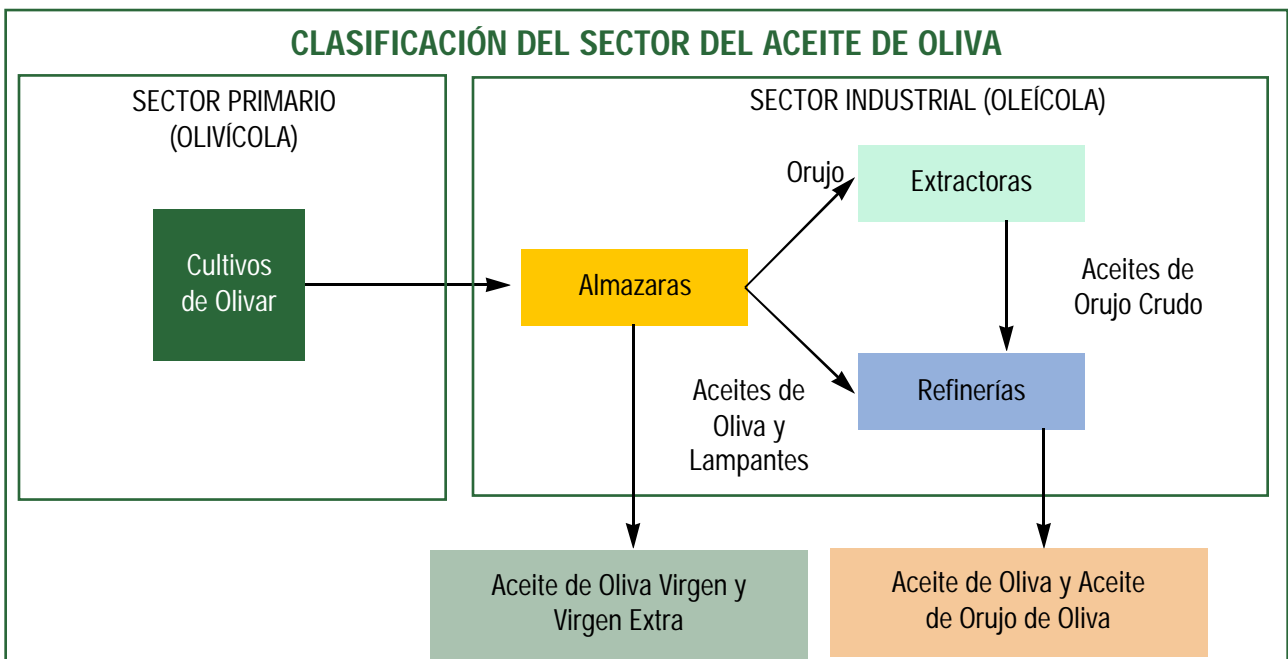 CLASIFICACIÓN DEL SECTOR DEL ACEITE DE OLIVA
SECTOR PRIMARIO
(OLIVÍCOLA)
Cultivos
de Olivar
SECTOR INDUSTRIAL (OLEÍCOLA)
Almazaras
Orujo
Extractoras
Aceites de
Orujo Crudo
Aceites de
Oliva y
Lampantes
Refinerías
Aceite de Oliva Virgen y
Virgen Extra
Aceite de Oliva y Aceite
de Orujo de Oliva